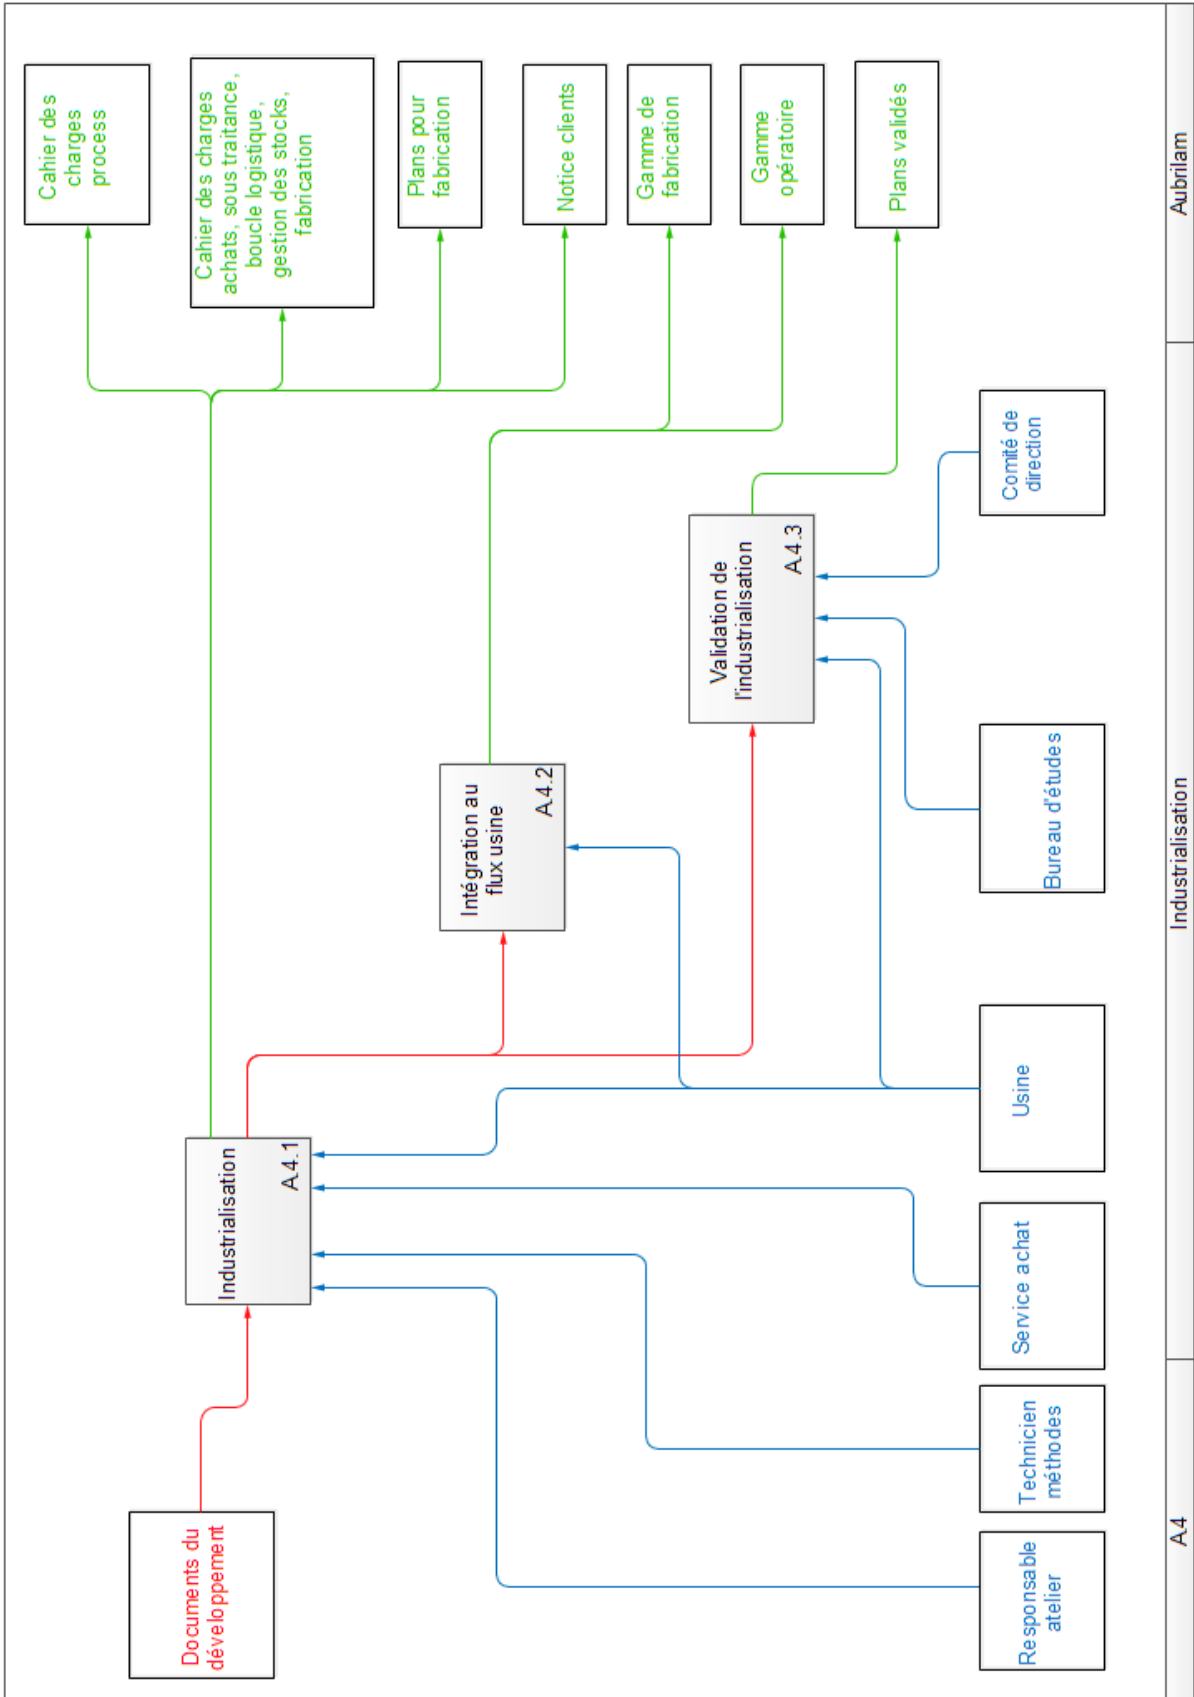 Documents du
développement
Industrialisation
A.4.1
Intégration au
flux usine
A.4.2
Validation de
l'industrialisation
A.4.3
Cahier des
charges
process
Cahier des charges
achats, sous traitance,
boucle logistique,
gestion des stocks,
fabrication
Plans pour
fabrication
Notice clients
Gamme de
fabrication
Gamme
opératoire
Plans validés
Responsable
atelier
Technicien
méthodes
Service achat
Usine
Bureau d'études
Comité de
direction
A.4
Industrialisation
Aubrilam